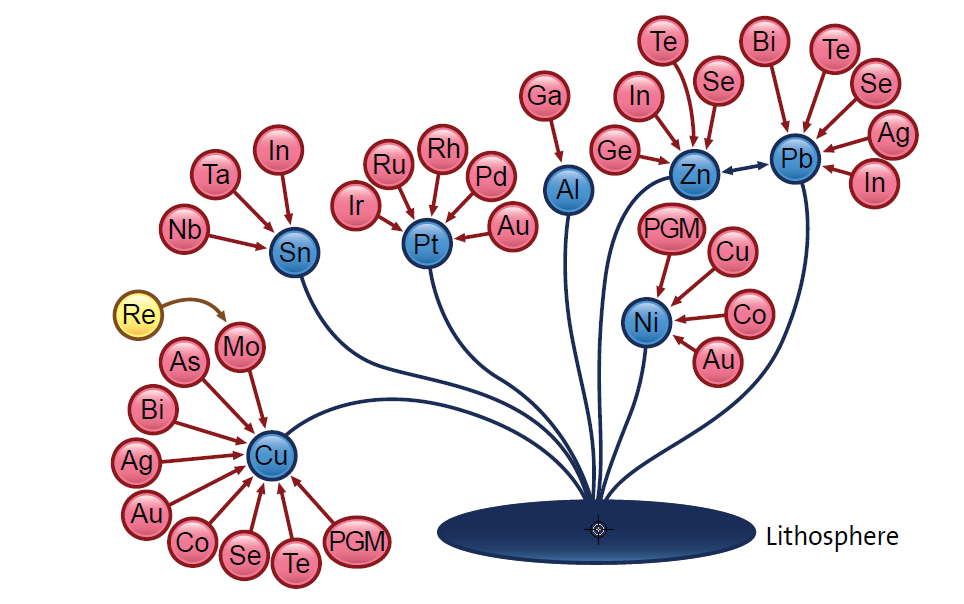 Te
Bi
Te
Se
Se
Ga
In
Ag
Ge
Zn
Pb
In
Al
In
Ta
Nb
Sn
Ru
Rh
Pd
Ir
Au
Pt
PGM
Cu
Ni
Co
Au
Re
Mo
As
Bi
Ag
Cu
Au
Co
Se
Te
PGM
Lithosphere